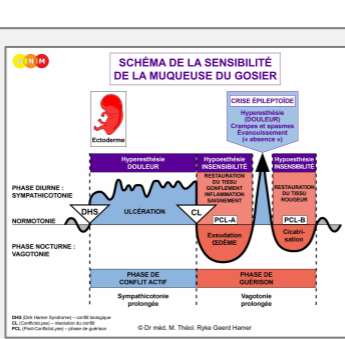 GNM
SCHÉMA DE LA SENSIBILITÉ
DE LA MUQUEUSE DU GOSIER
CRISE ÉPILEPTOÏDE
Hyperesthésie
(DOULEUR)
Crampes et spasmes
Évanouissement
(« absence »)
Ectoderme
Hyperesthésie
DOULEUR
Hypoesthésie
INSENSIBILITÉ
Hypoesthésie
INSENSIBILITÉ
RESTAURATION
DU TISSU
GONFLEMENT
INFLAMMATION
SAIGNEMENT
RESTAURATION
DU TISSU
ROUGEUR
PHASE DIURNE :
SYMPATHICOTONIE
DHS
ULCÉRATION
CL
PCL-A
PCL-B
NORMOTONIE
PHASE NOCTURNE :
VAGOTONIE
Exsudation
ŒDÈME
Cicatri-
sation
PHASE DE
CONFLIT ACTIF
PHASE DE
GUÉRISON
Sympathicotonie
prolongée
Vagotonie
prolongée
DHS (Dirk Hamer Syndrome) – conflit biologique
CL (ConflictoLyse) – résolution du conflit
PCL (Post-ConflictoLyse) – phase de guérison
© Dr méd. M. Théol. Ryke Geerd Hamer